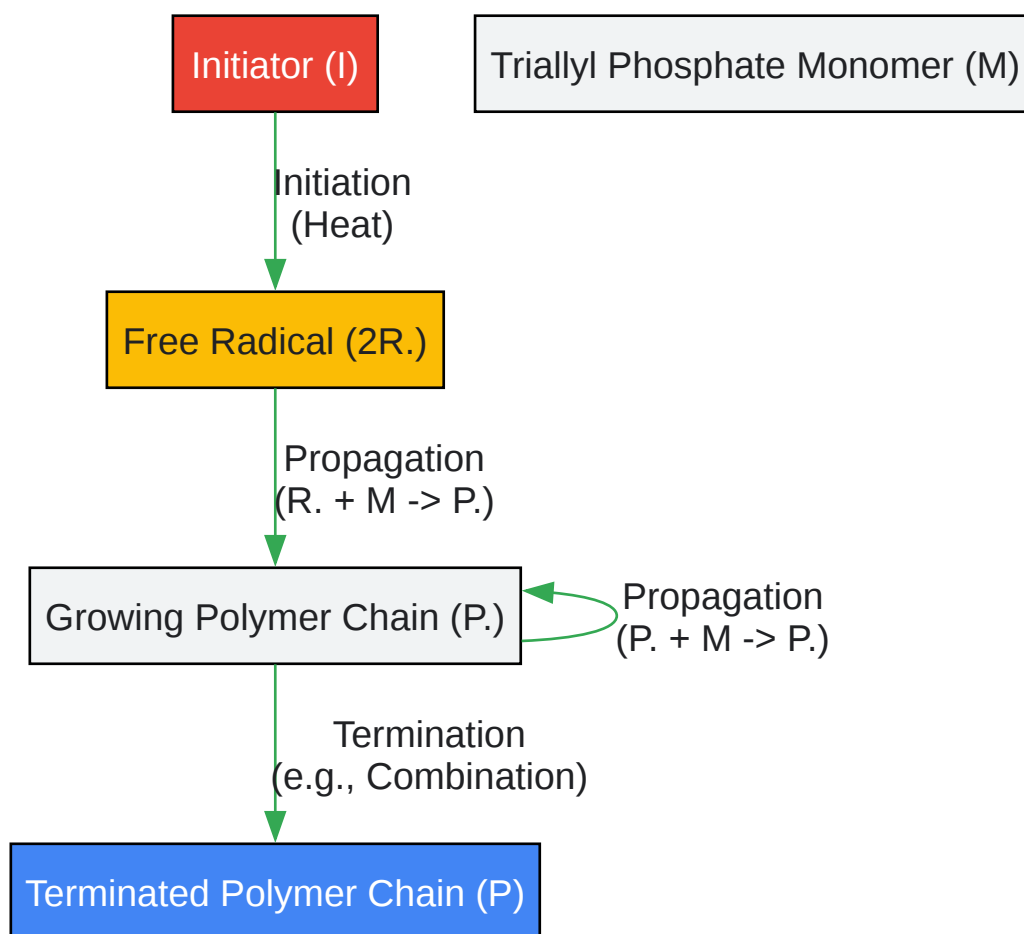 Initiator (I)
Triallyl Phosphate Monomer (M)
Initiation
(Heat)
Free Radical (2R.)
Propagation
(R. + M -> P.)
Growing Polymer Chain (P.)
Propagation
(P. + M -> P.)
Termination
(e.g., Combination)
Terminated Polymer Chain (P)